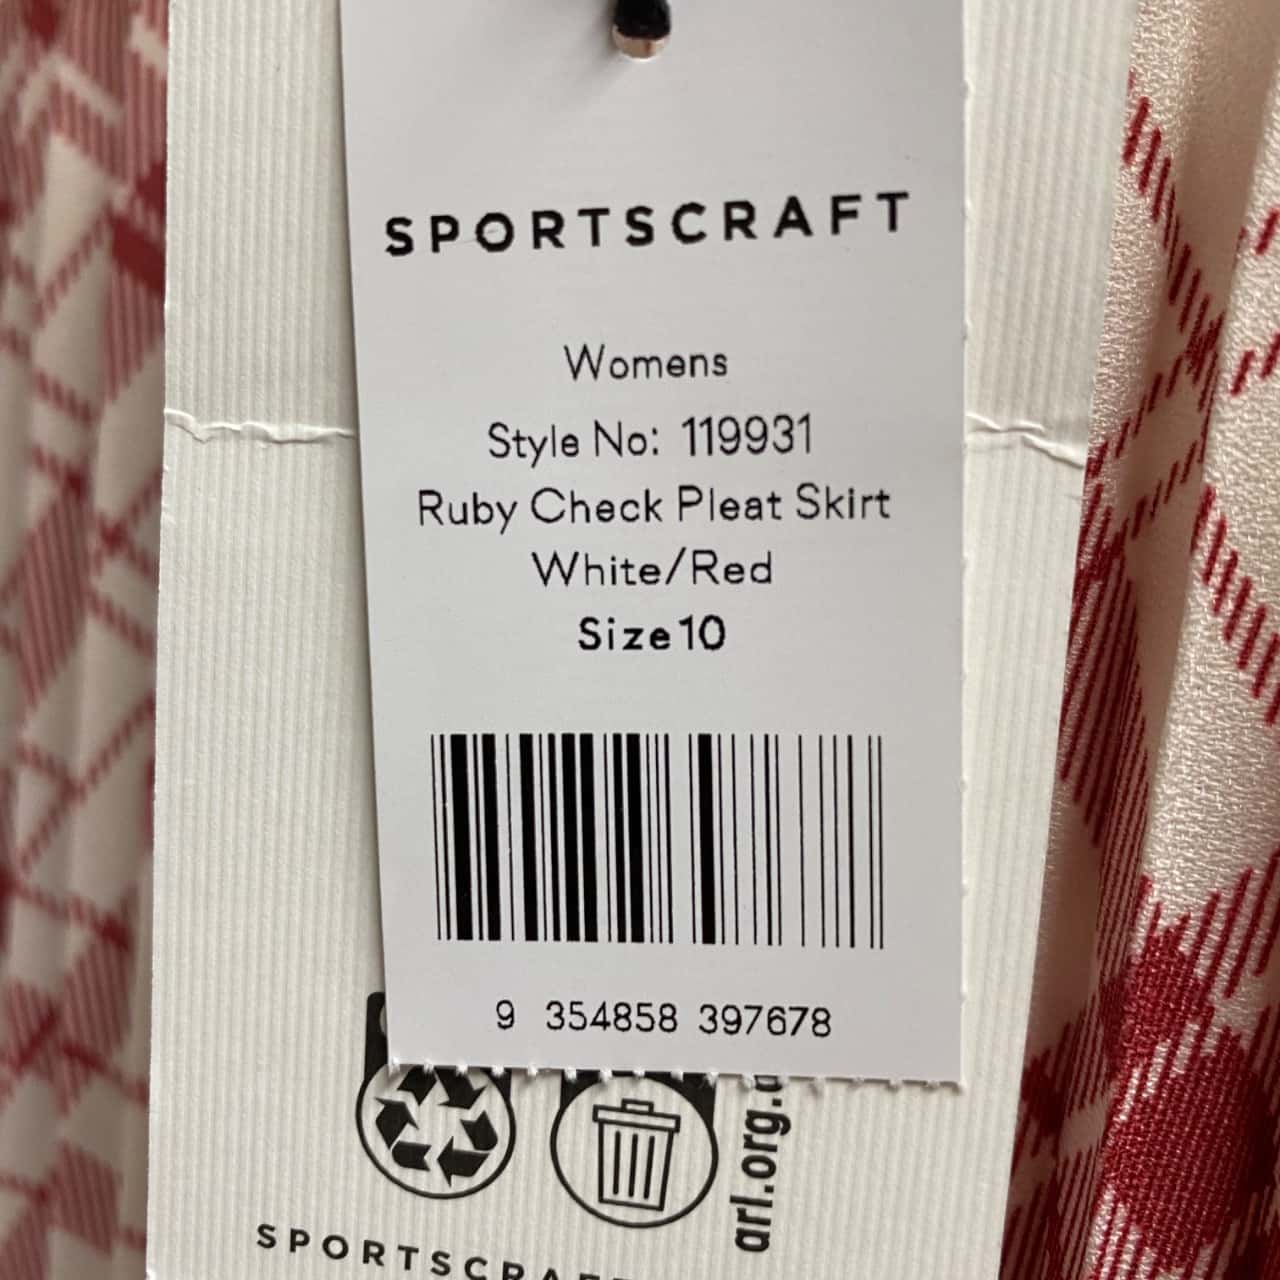 SPORTSCRAFT
Womens
Style No: 119931
Ruby Check Pleat Skirt
White/Red
Size 10
9 354858 397678
arl.org.
SPORTSCRAF